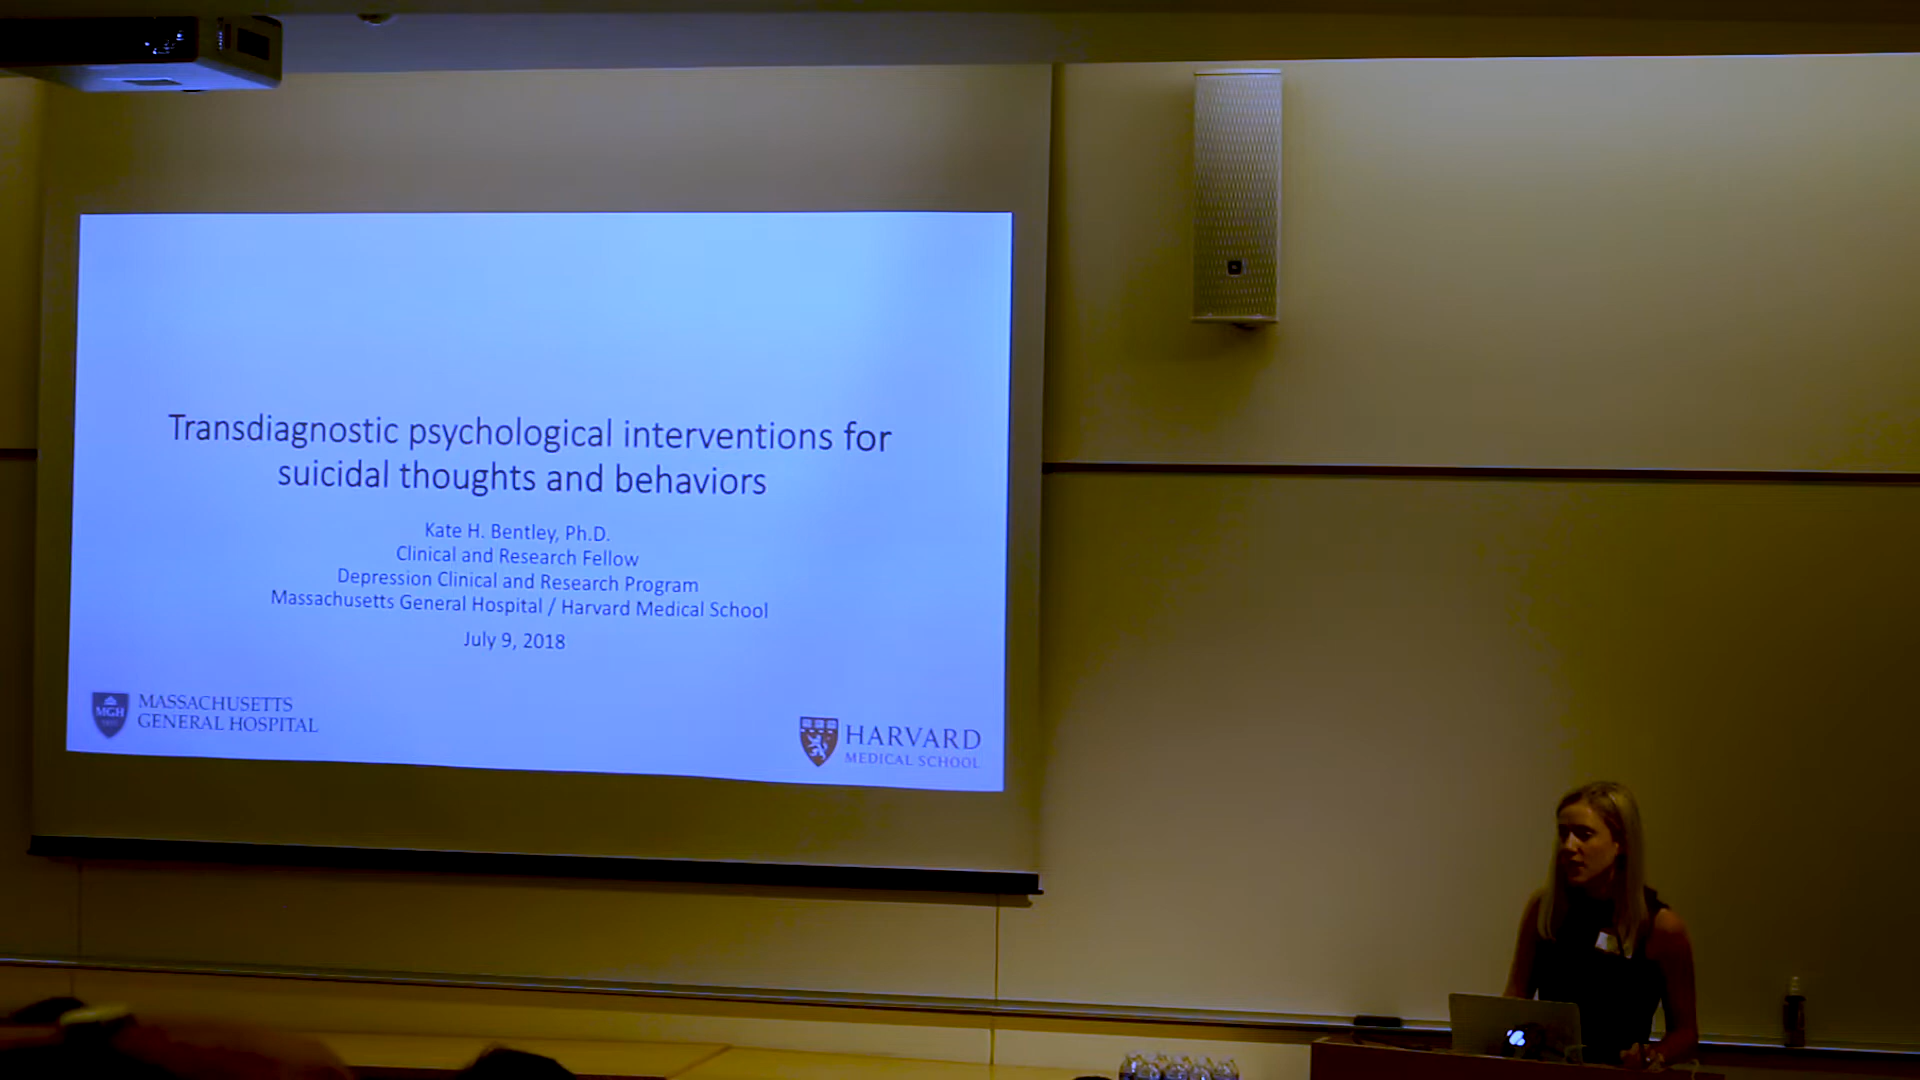 Transdiagnostic psychological interventions for
suicidal thoughts and behaviors
Kate H. Bentley, Ph.D.
Clinical and Research Fellow
Depression Clinical and Research Program
Massachusetts General Hospital / Harvard Medical School
July 9, 2018
MGH
MASSACHUSETTS
GENERAL HOSPITAL
HARVARD
MEDICAL SCHOOL